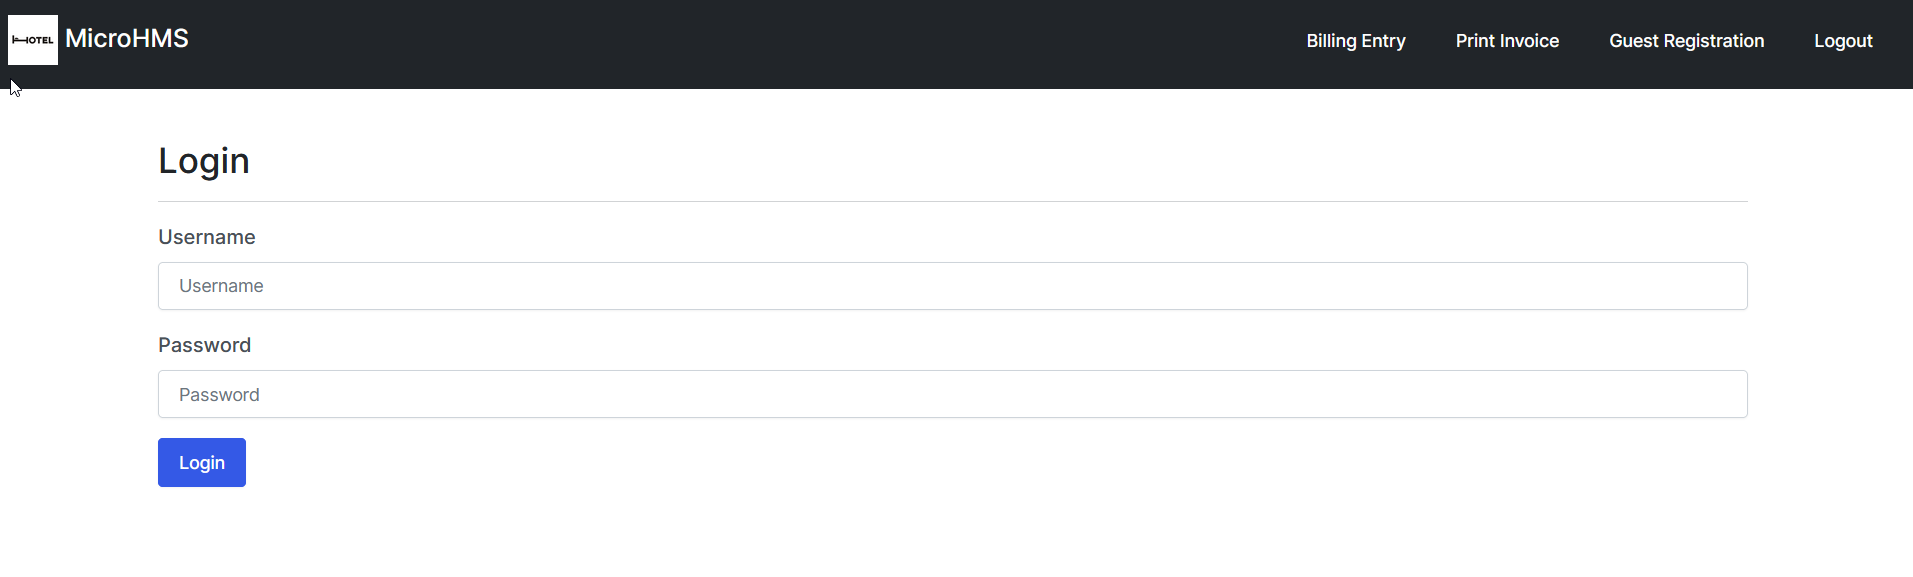 HOTEL MicroHMS Billing Entry Print Invoice Guest Registration Logout
Login
Username
Username
Password
Password
Login